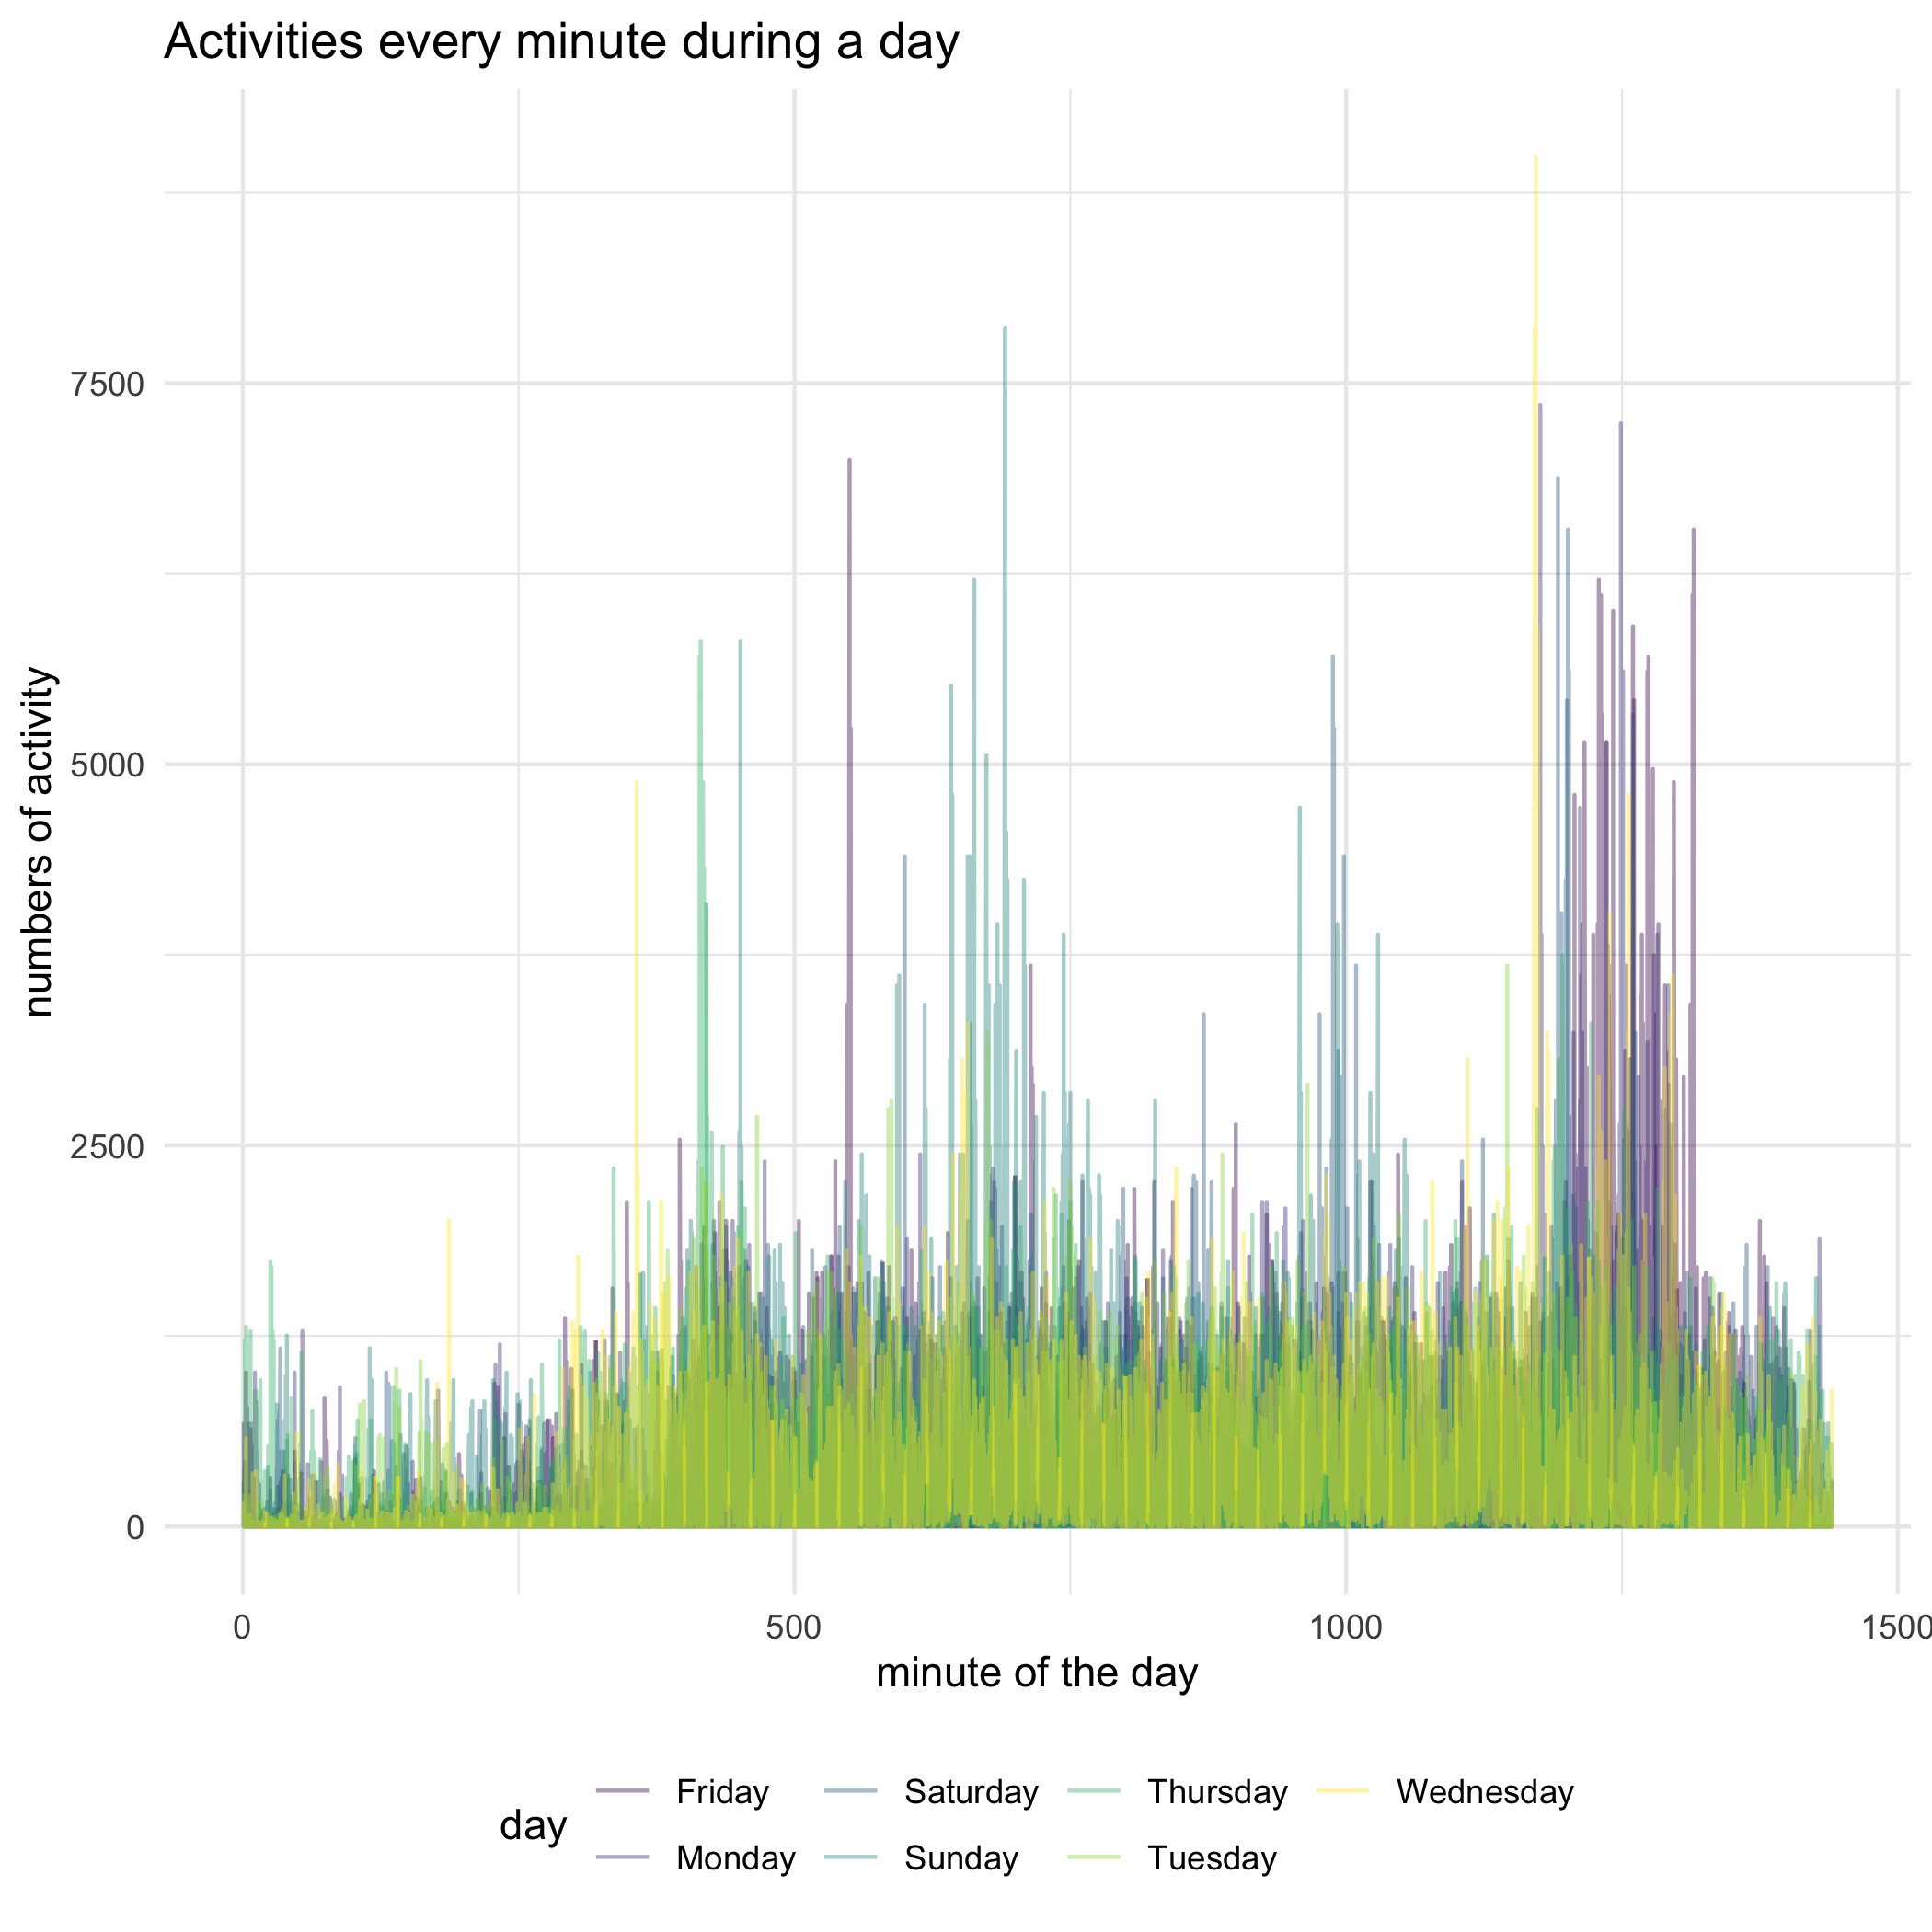 Activities every minute during a day
numbers of activity
7500
5000
2500
0
0 500 1000 1500
minute of the day
day
Friday Saturday Thursday Wednesday
Monday Sunday Tuesday